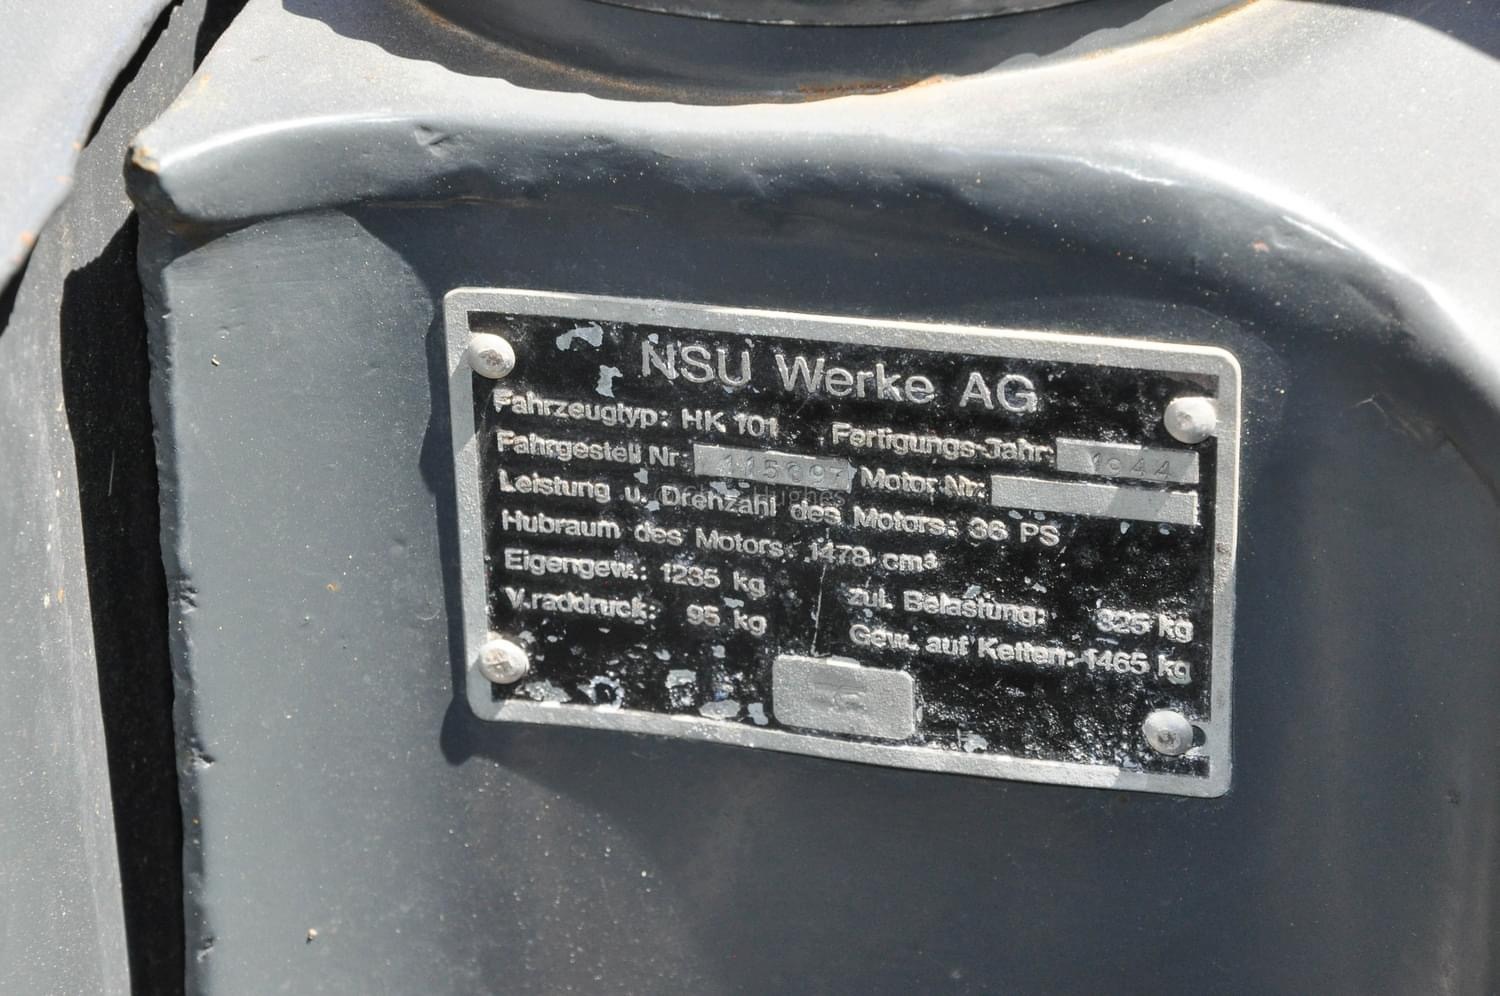 NSU Werke AG
Fahrzeugtyp: HK 101 Fertigungs-Jahr: 1944
Fahrgestell Nr. 115097 Motor Nr.:
Leistung u. Drehzahl des Motors: 36 PS
Hubraum des Motors: 1478 cm³
Eigengew.: 1235 kg zul. Belastung: 325 kg
V.raddruck: 95 kg Gew. auf Ketten: 1465 kg